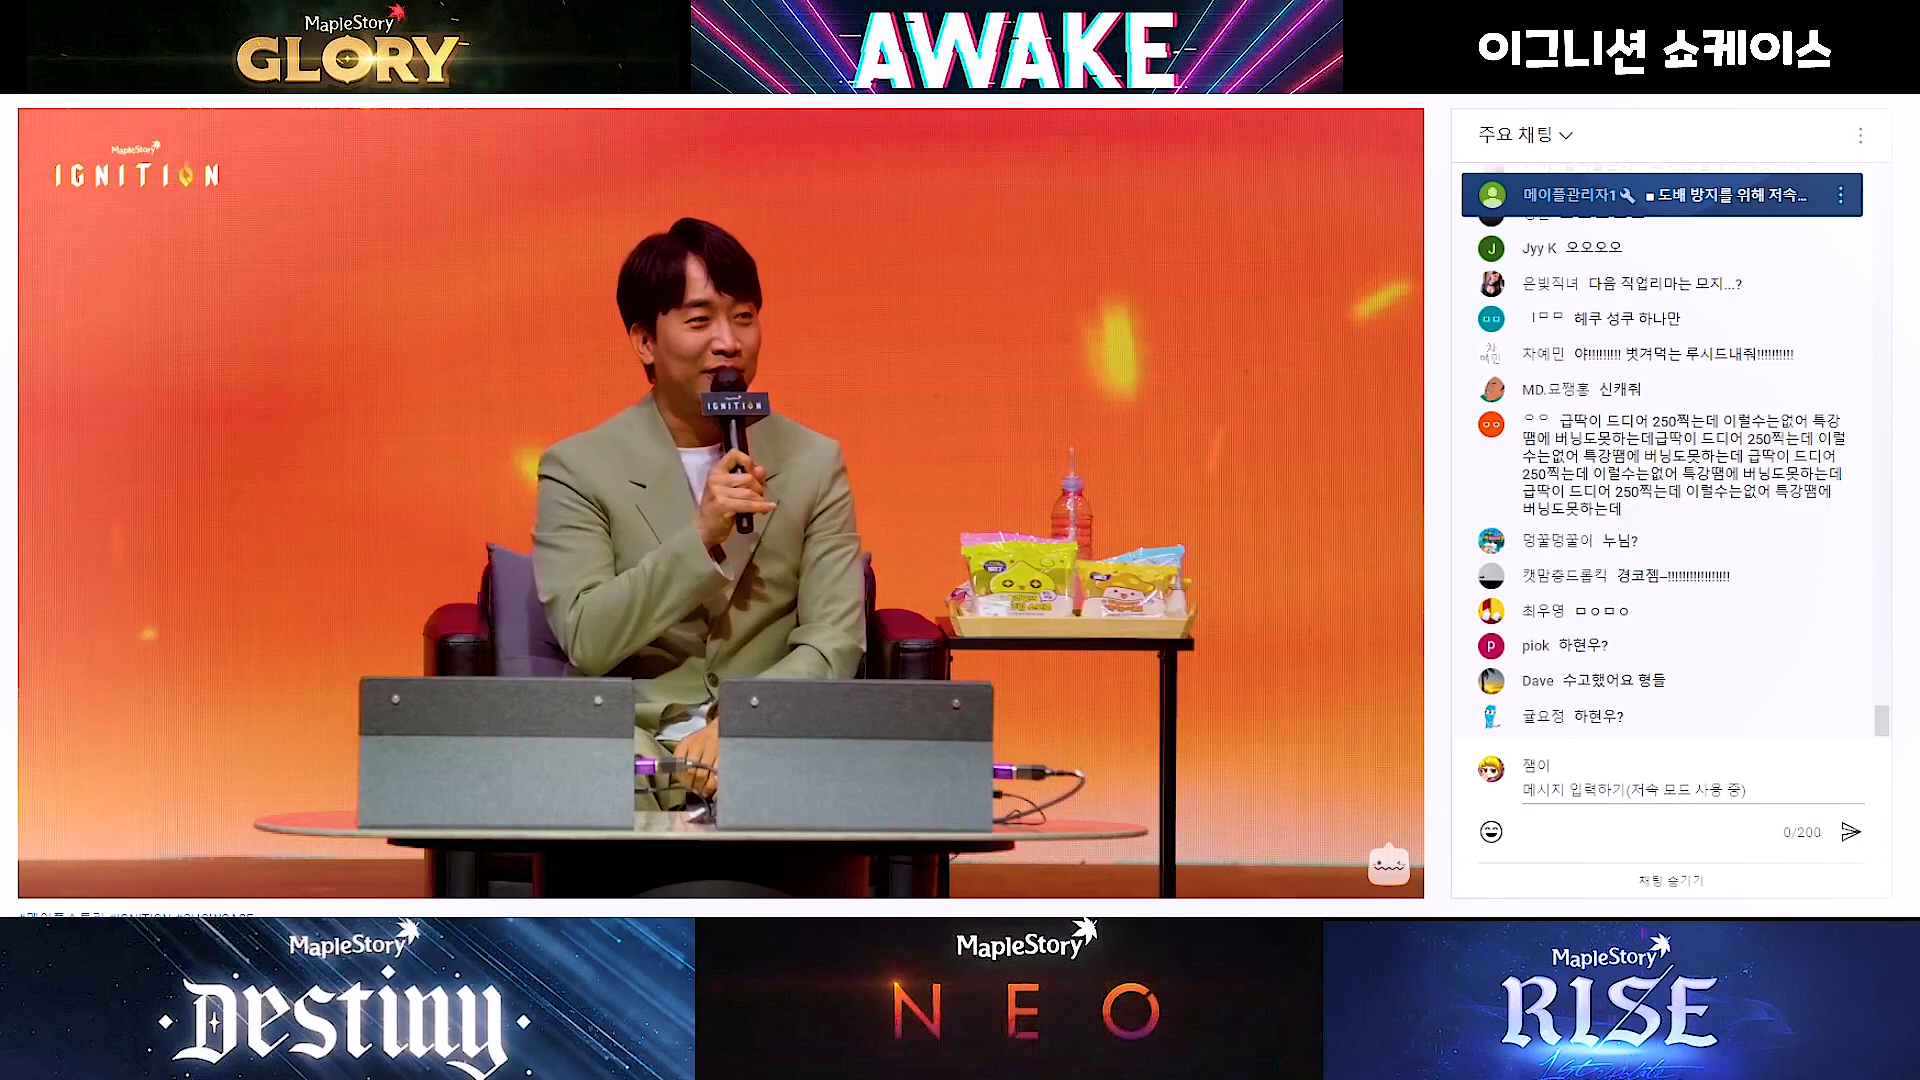 MapleStory
GLORY
AWAKE
이그니션 쇼케이스
MapleStory
IGNITION
IGNITION
주요 채팅
메이플관리자1 ■ 도배 방지를 위해 저속...
Jyy K 오오오오
은빛직녀 다음 직업리마는 모지...?
ㅣㅁㅁ 헤쿠 성쿠 하나만
차예민 야!!!!!!!!! 벗겨먹는 루시드내줘!!!!!!!!!!
MD.묘쨍홍 신캐줘
ㅇㅇ 급딱이 드디어 250찍는데 이럴수는없어 특강
땜에 버닝도못하는데급딱이 드디어 250찍는데 이럴
수는없어 특강땜에 버닝도못하는데 급딱이 드디어
250찍는데 이럴수는없어 특강땜에 버닝도못하는데
급딱이 드디어 250찍는데 이럴수는없어 특강땜에
버닝도못하는데
멍꿀멍꿀이 누님?
캣맘충드롭킥 경코젬–!!!!!!!!!!!!!!!!!
최우영 ㅁㅇㅁㅇ
piok 하현우?
Dave 수고했어요 형들
귤요정 하현우?
잼이
메시지 입력하기(저속 모드 사용 중)
0/200
채팅 숨기기
MapleStory
DESTINY
MapleStory
NEO
MapleStory
RISE
1st update